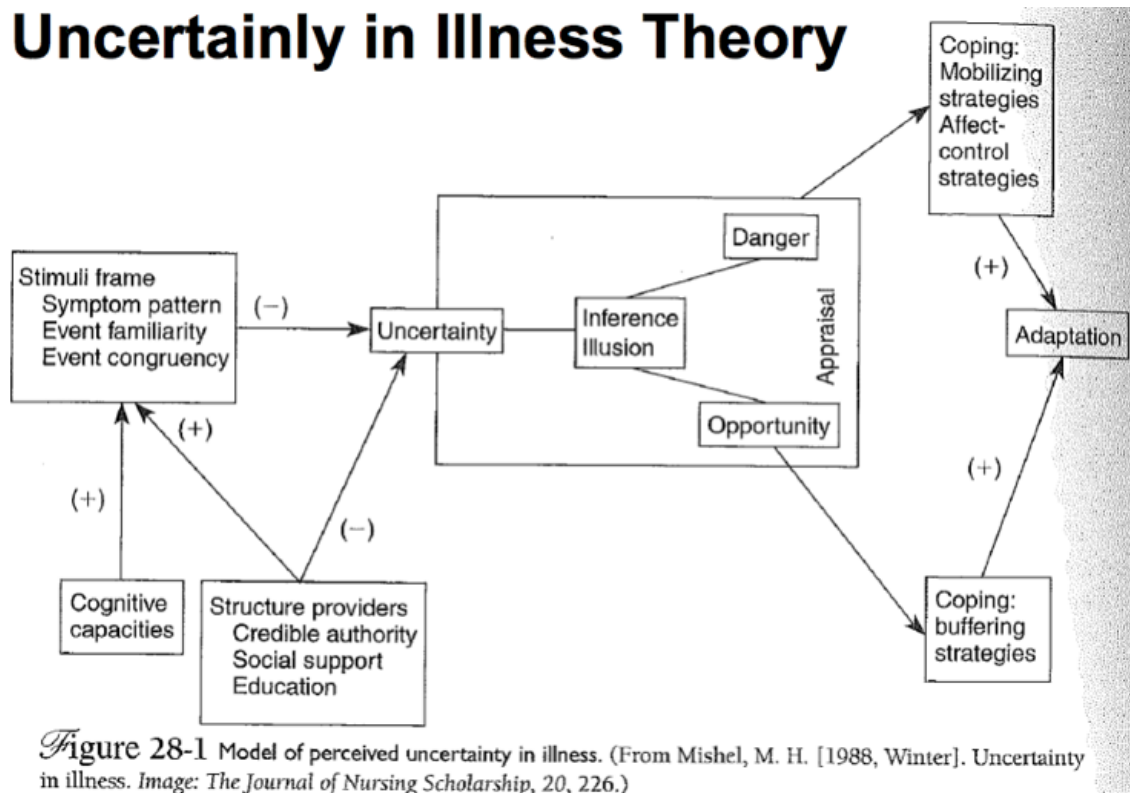 Uncertainly in Illness Theory
Coping:
Mobilizing
strategies
Affect-
control
strategies
Danger
(+)
Stimuli frame
Symptom pattern
Event familiarity
Event congruency
(−)
Uncertainty
Inference
Illusion
Appraisal
Adaptation
Opportunity
(+)
(+)
(+)
(−)
Cognitive
capacities
Structure providers
Credible authority
Social support
Education
Coping:
buffering
strategies
Figure 28-1 Model of perceived uncertainty in illness. (From Mishel, M. H. [1988, Winter]. Uncertainty
in illness. Image: The Journal of Nursing Scholarship, 20, 226.)